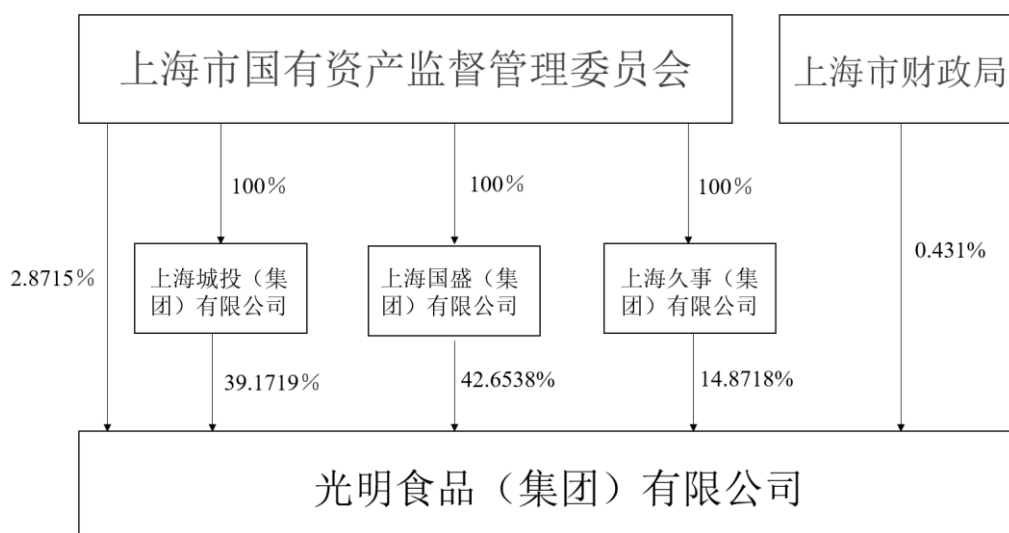 上海市国有资产监督管理委员会
上海市财政局
100%
100%
100%
2.8715%
上海城投（集
团）有限公司
上海国盛（集
团）有限公司
上海久事（集
团）有限公司
0.431%
39.1719%
42.6538%
14.8718%
光明食品（集团）有限公司